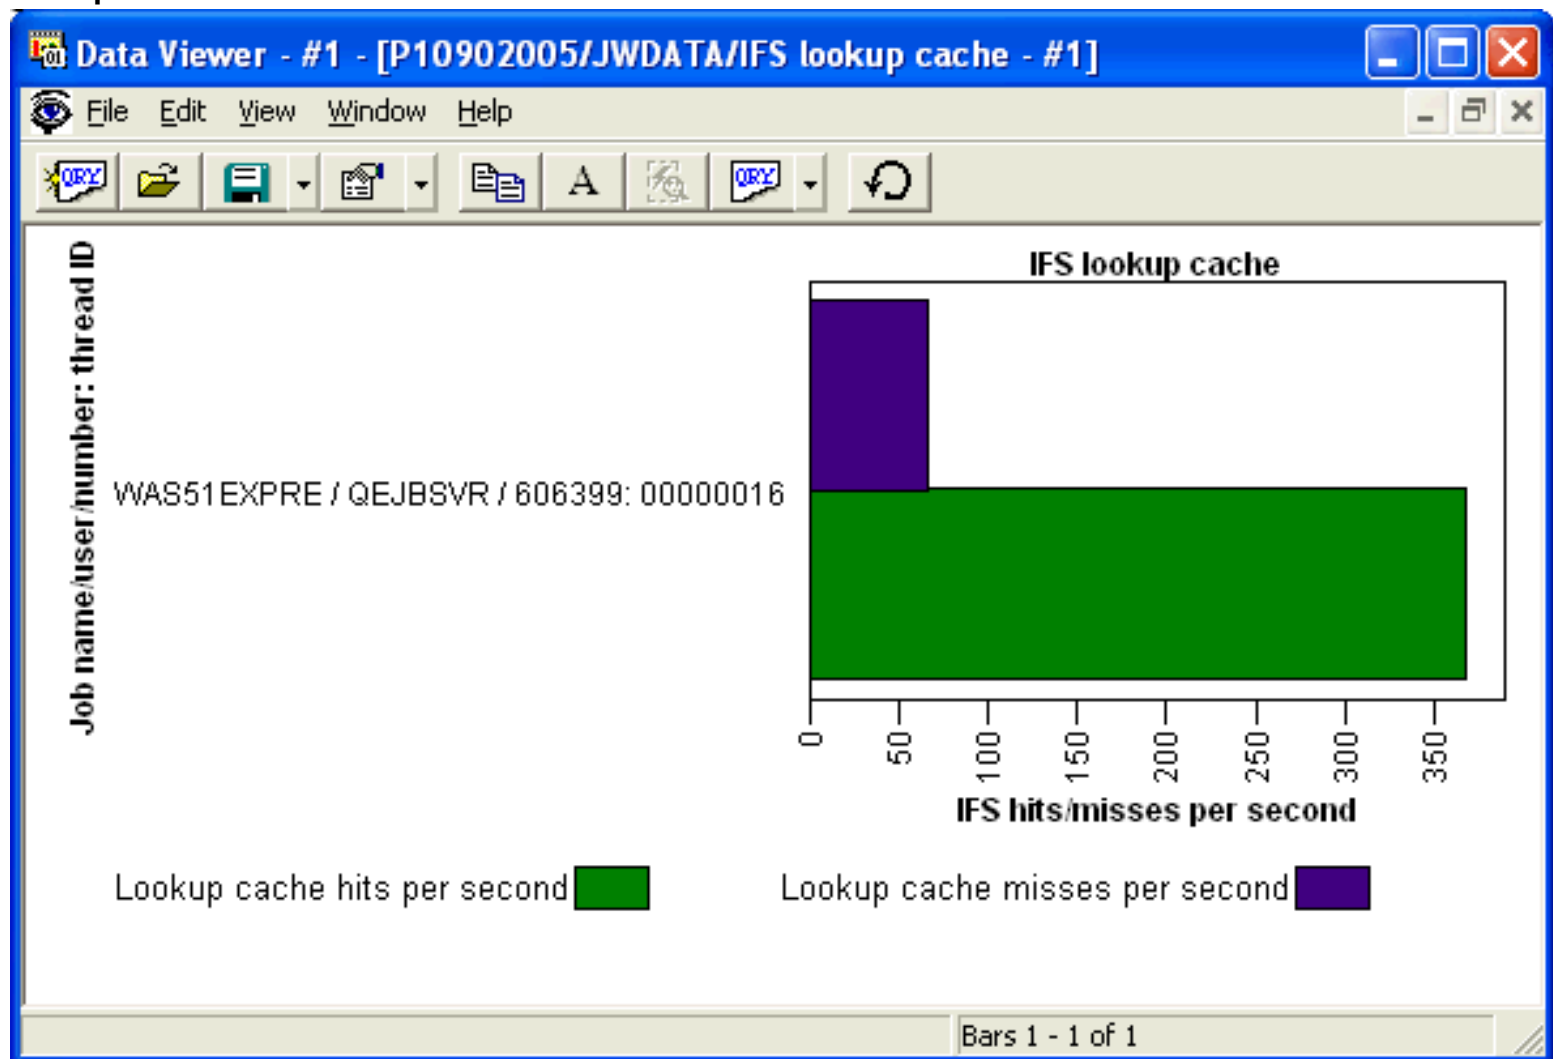 Data Viewer - #1 - [P10902005/JWDATA/IFS lookup cache - #1]
File Edit View Window Help
QRY A QRY
IFS lookup cache
Job name/user/number: thread ID
WAS51EXPRE / QEJBSVR / 606399: 00000016
0 50 100 150 200 250 300 350
IFS hits/misses per second
Lookup cache hits per second Lookup cache misses per second
Bars 1 - 1 of 1